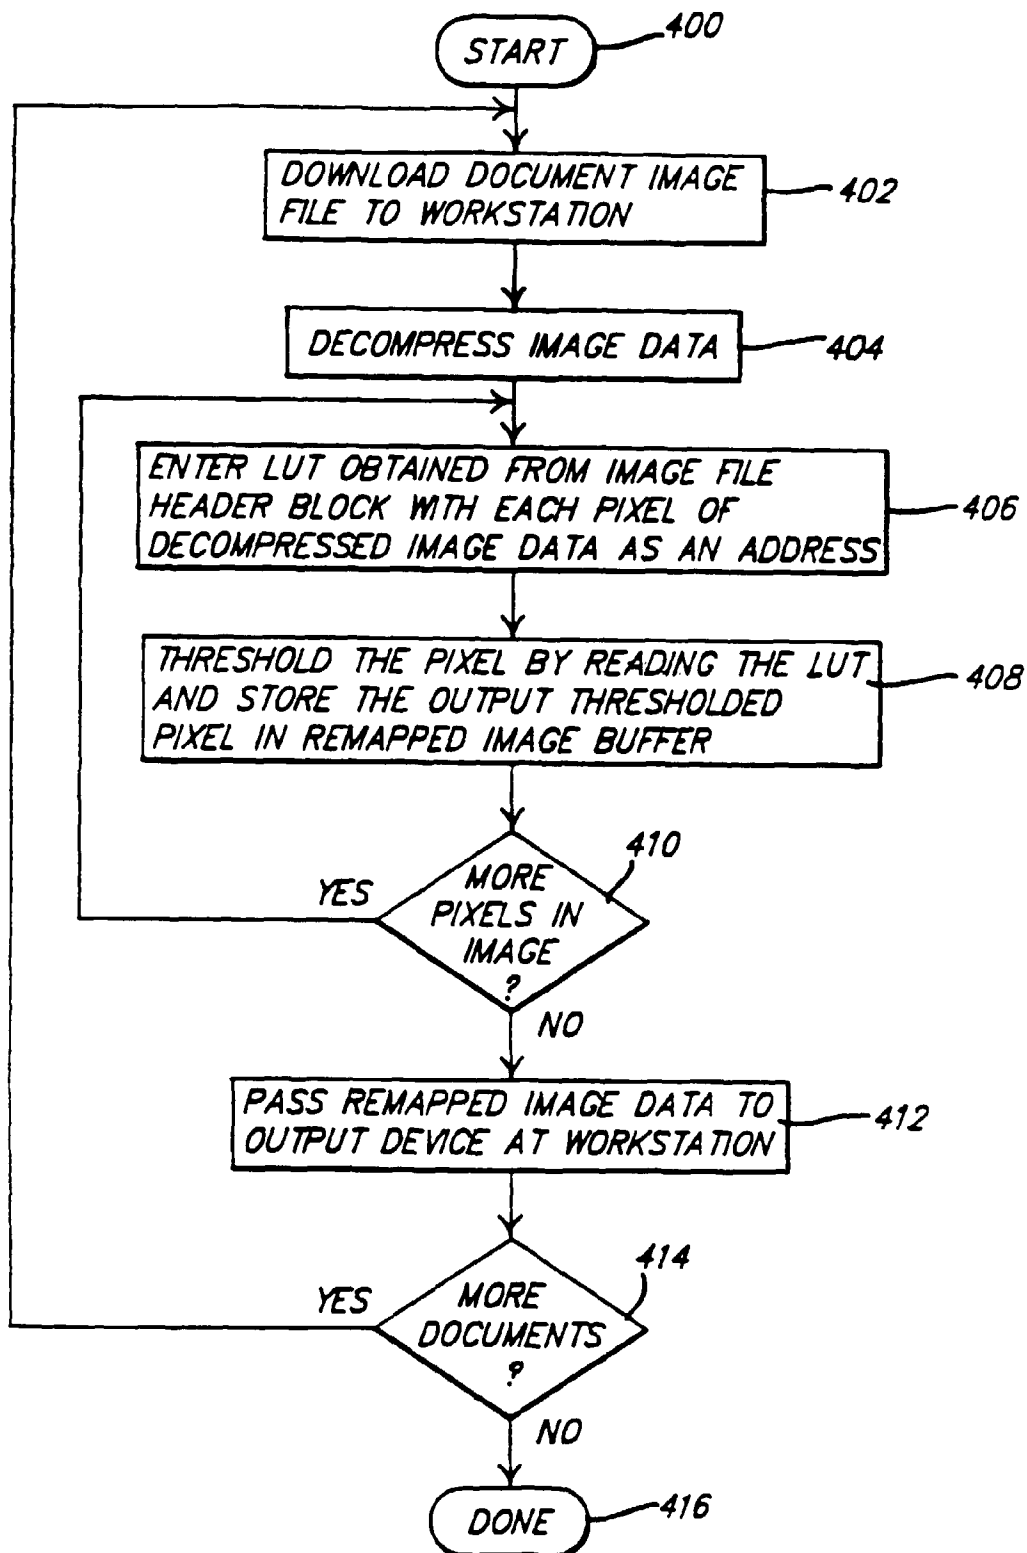 START
400
DOWNLOAD DOCUMENT IMAGE
FILE TO WORKSTATION
402
DECOMPRESS IMAGE DATA
404
ENTER LUT OBTAINED FROM IMAGE FILE
HEADER BLOCK WITH EACH PIXEL OF
DECOMPRESSED IMAGE DATA AS AN ADDRESS
406
THRESHOLD THE PIXEL BY READING THE LUT
AND STORE THE OUTPUT THRESHOLDED
PIXEL IN REMAPPED IMAGE BUFFER
408
410
YES
MORE
PIXELS IN
IMAGE
?
NO
PASS REMAPPED IMAGE DATA TO
OUTPUT DEVICE AT WORKSTATION
412
414
YES
MORE
DOCUMENTS
?
NO
DONE
416